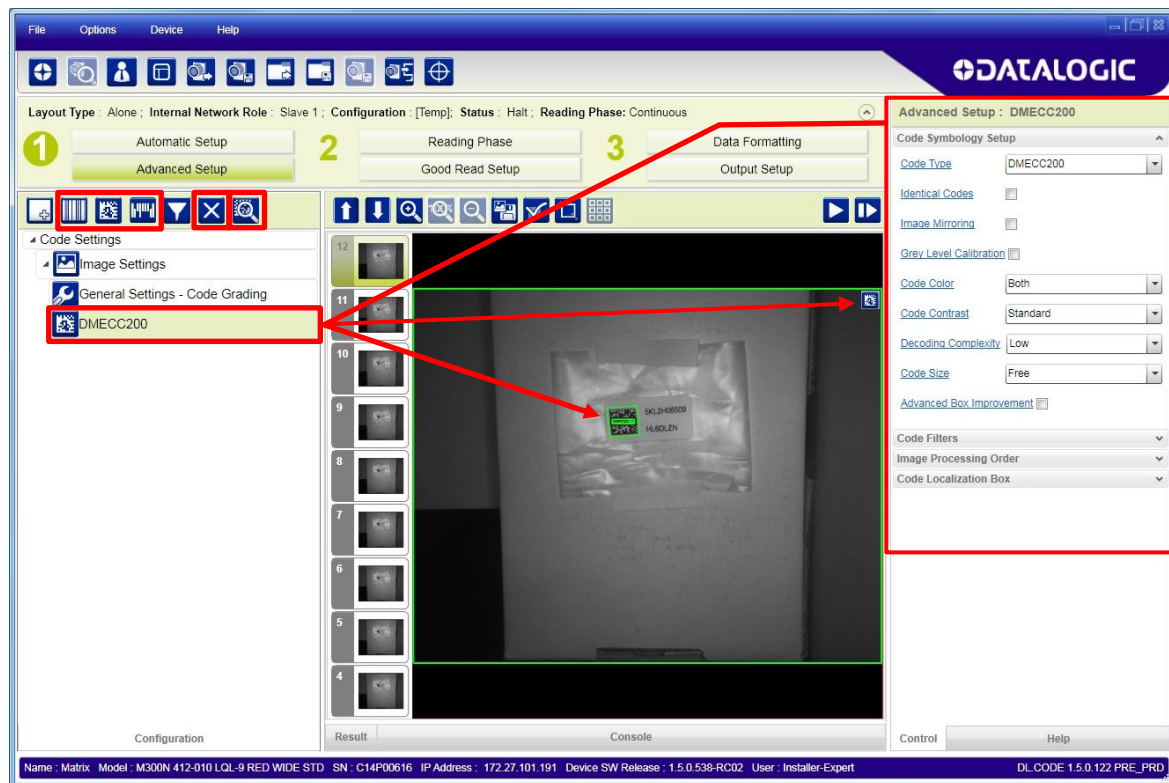 File Options Device Help
DATALOGIC
Layout Type : Alone ; Internal Network Role : Slave 1 ; Configuration : [Temp]; Status : Halt ; Reading Phase: Continuous
1 Automatic Setup
Advanced Setup
2 Reading Phase
Good Read Setup
3 Data Formatting
Output Setup
Code Settings
Image Settings
General Settings - Code Grading
DMECC200
Configuration
12
11
10
9
8
7
6
5
4
5KL2H06509
HL6DLZN
Result Console
Advanced Setup : DMECC200
Code Symbology Setup
Code Type DMECC200
Identical Codes
Image Mirroring
Grey Level Calibration
Code Color Both
Code Contrast Standard
Decoding Complexity Low
Code Size Free
Advanced Box Improvement
Code Filters
Image Processing Order
Code Localization Box
Control Help
Name : Matrix Model : M300N 412-010 LQL-9 RED WIDE STD SN : C14P00616 IP Address : 172.27.101.191 Device SW Release : 1.5.0.538-RC02 User : Installer-Expert DL.CODE 1.5.0.122 PRE_PRD